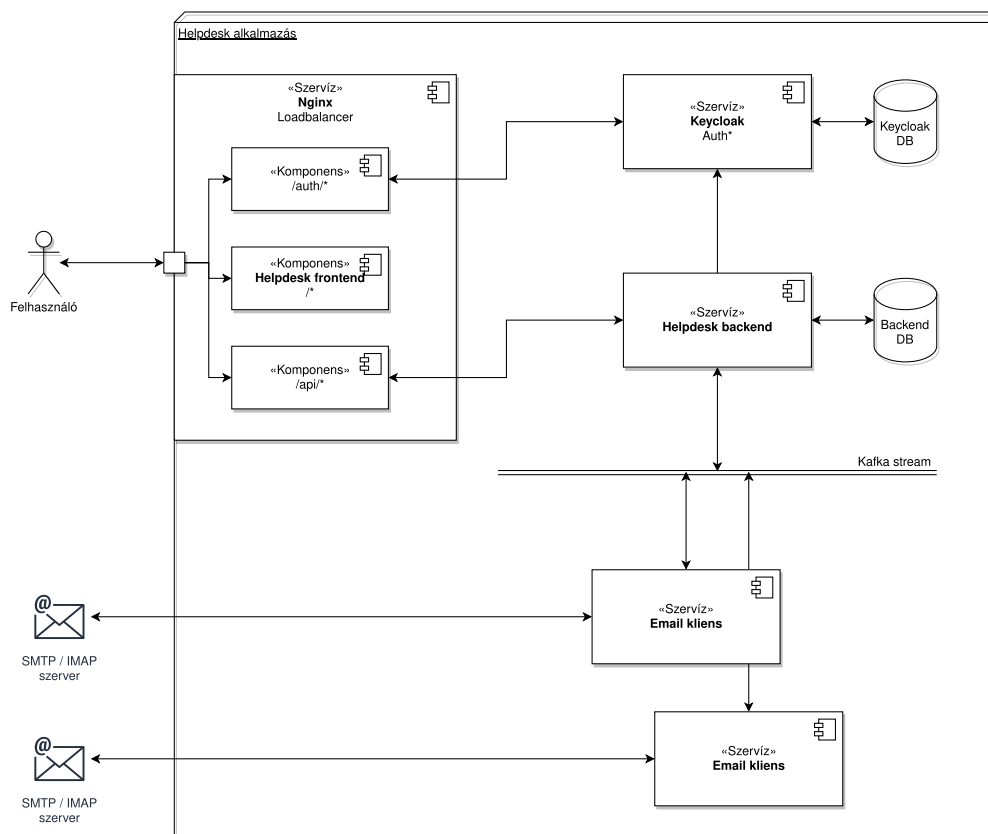 Helpdesk alkalmazás
«Szervíz»
Nginx
Loadbalancer
«Komponens»
/auth/*
«Komponens»
Helpdesk frontend
/*
«Komponens»
/api/*
«Szervíz»
Keycloak
Auth*
Keycloak
DB
Felhasználó
«Szervíz»
Helpdesk backend
Backend
DB
Kafka stream
«Szervíz»
Email kliens
@
SMTP / IMAP
szerver
«Szervíz»
Email kliens
@
SMTP / IMAP
szerver